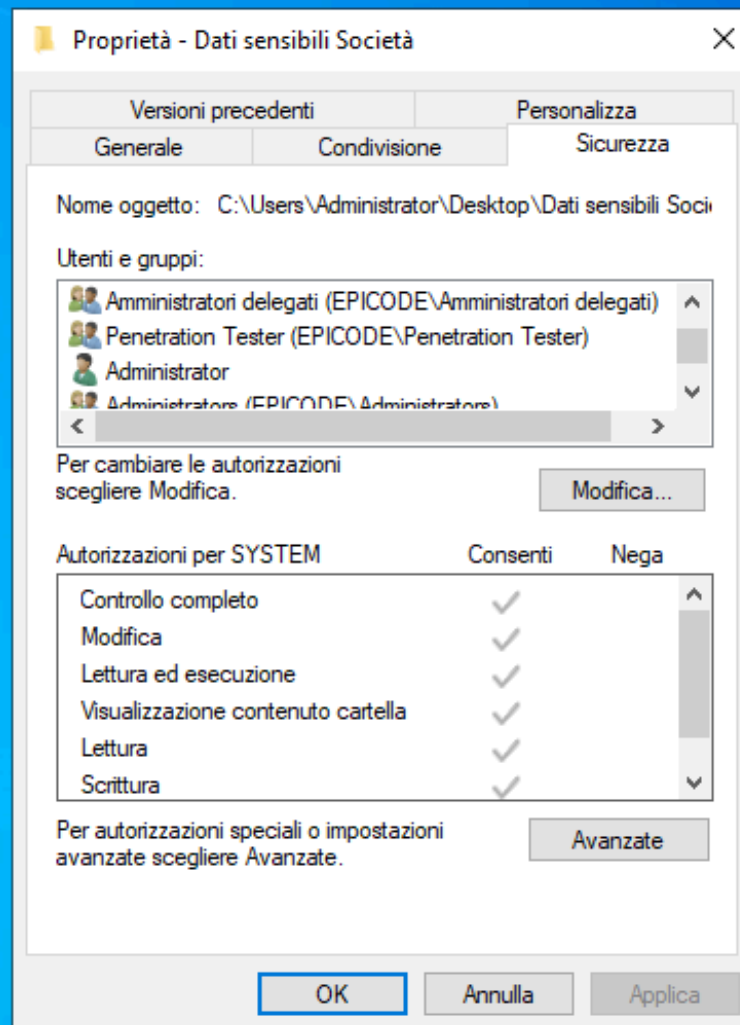 Proprietà - Dati sensibili Società
Versioni precedenti
Personalizza
Generale
Condivisione
Sicurezza
Nome oggetto: C:\Users\Administrator\Desktop\Dati sensibili Soci
Utenti e gruppi:
Amministratori delegati (EPICODE\Amministratori delegati)
Penetration Tester (EPICODE\Penetration Tester)
Administrator
Administrators (EPICODE\Administrators)
Per cambiare le autorizzazioni
scegliere Modifica.
Modifica...
Autorizzazioni per SYSTEM
Consenti
Nega
Controllo completo
Modifica
Lettura ed esecuzione
Visualizzazione contenuto cartella
Lettura
Scrittura
Per autorizzazioni speciali o impostazioni
avanzate scegliere Avanzate.
Avanzate
OK
Annulla
Applica